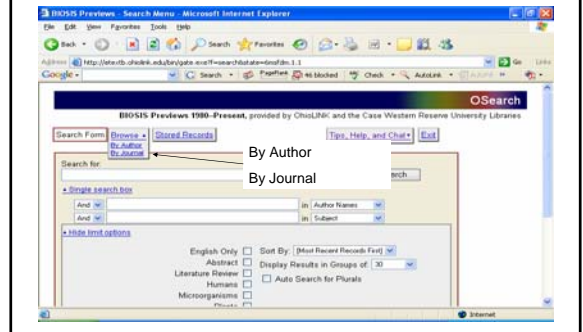 BIOSIS Previews - Search Menu - Microsoft Internet Explorer
File Edit View Favorites Tools Help
Back Search Favorites
Address http://etextb.ohiolink.edu/bin/gate.exe?f=search&state=6nsfdm.1.1 Go Links
Google - Search PageRank 46 blocked Check AutoLink
OSearch
BIOSIS Previews 1980-Present, provided by OhioLINK and the Case Western Reserve University Libraries
Search Form Browse Stored Records Tips, Help, and Chat Exit
By Author
By Journal
By Author
By Journal
Search for:
Single search box
And in Author Names
And in Subject
Hide limit options
English Only Sort By: [Most Recent Records First]
Abstract Display Results in Groups of: 30
Literature Review Auto Search for Plurals
Humans
Microorganisms
Plants
Internet